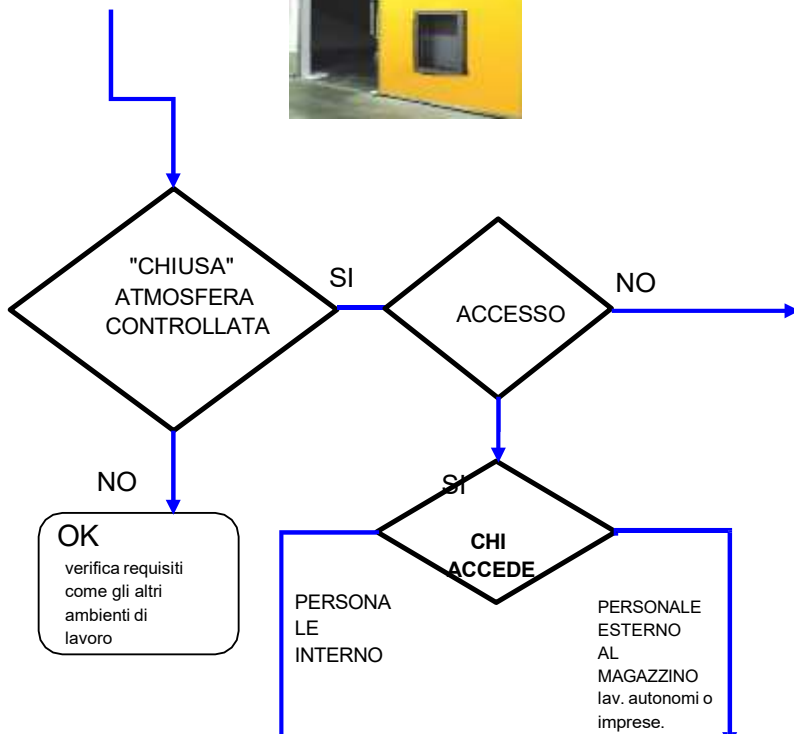 "CHIUSA"
ATMOSFERA
CONTROLLATA
SI
ACCESSO
NO
NO
SI
OK
verifica requisiti
come gli altri
ambienti di
lavoro
CHI
ACCEDE
PERSONA
LE
INTERNO
PERSONALE
ESTERNO
AL
MAGAZZINO
lav. autonomi o
imprese.